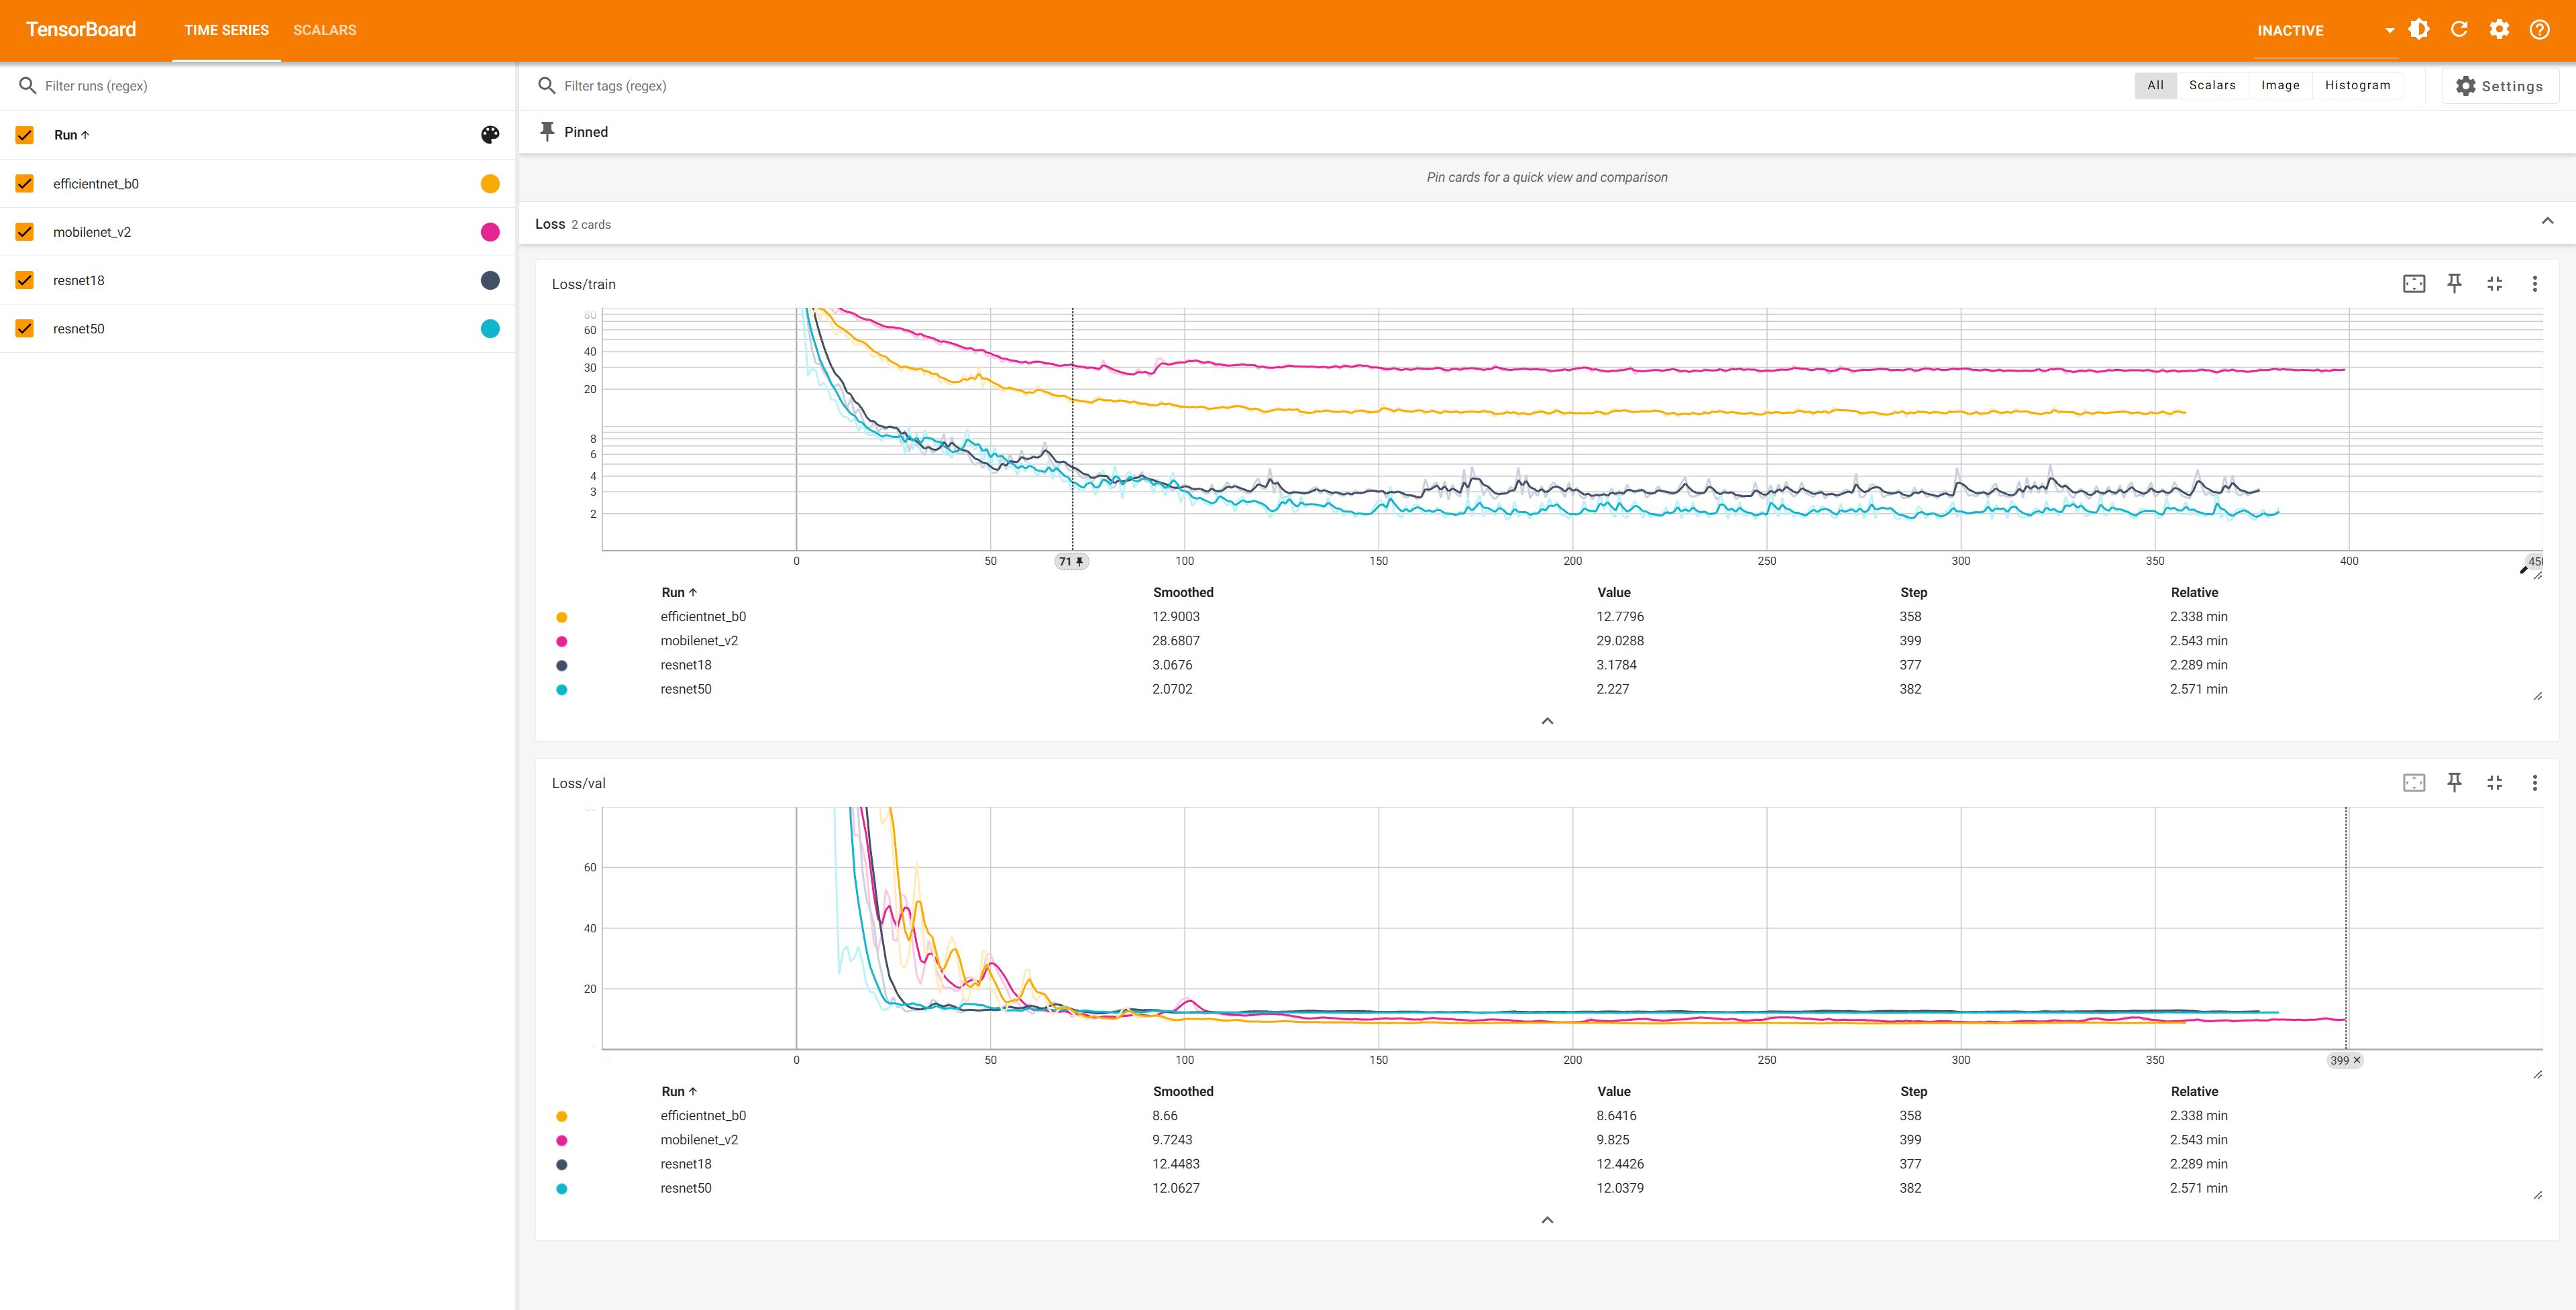 TensorBoard TIME SERIES SCALARS INACTIVE
Filter runs (regex)
Run
efficientnet_b0
mobilenet_v2
resnet18
resnet50
Filter tags (regex) All Scalars Image Histogram Settings
Pinned
Pin cards for a quick view and comparison
Loss 2 cards
Loss/train
80
60
40
30
20
8
6
4
3
2
0 50 71 100 150 200 250 300 350 400
Run Smoothed Value Step Relative
efficientnet_b0 12.9003 12.7796 358 2.338 min
mobilenet_v2 28.6807 29.0288 399 2.543 min
resnet18 3.0676 3.1784 377 2.289 min
resnet50 2.0702 2.227 382 2.571 min
Loss/val
60
40
20
0 50 100 150 200 250 300 350 399
Run Smoothed Value Step Relative
efficientnet_b0 8.66 8.6416 358 2.338 min
mobilenet_v2 9.7243 9.825 399 2.543 min
resnet18 12.4483 12.4426 377 2.289 min
resnet50 12.0627 12.0379 382 2.571 min